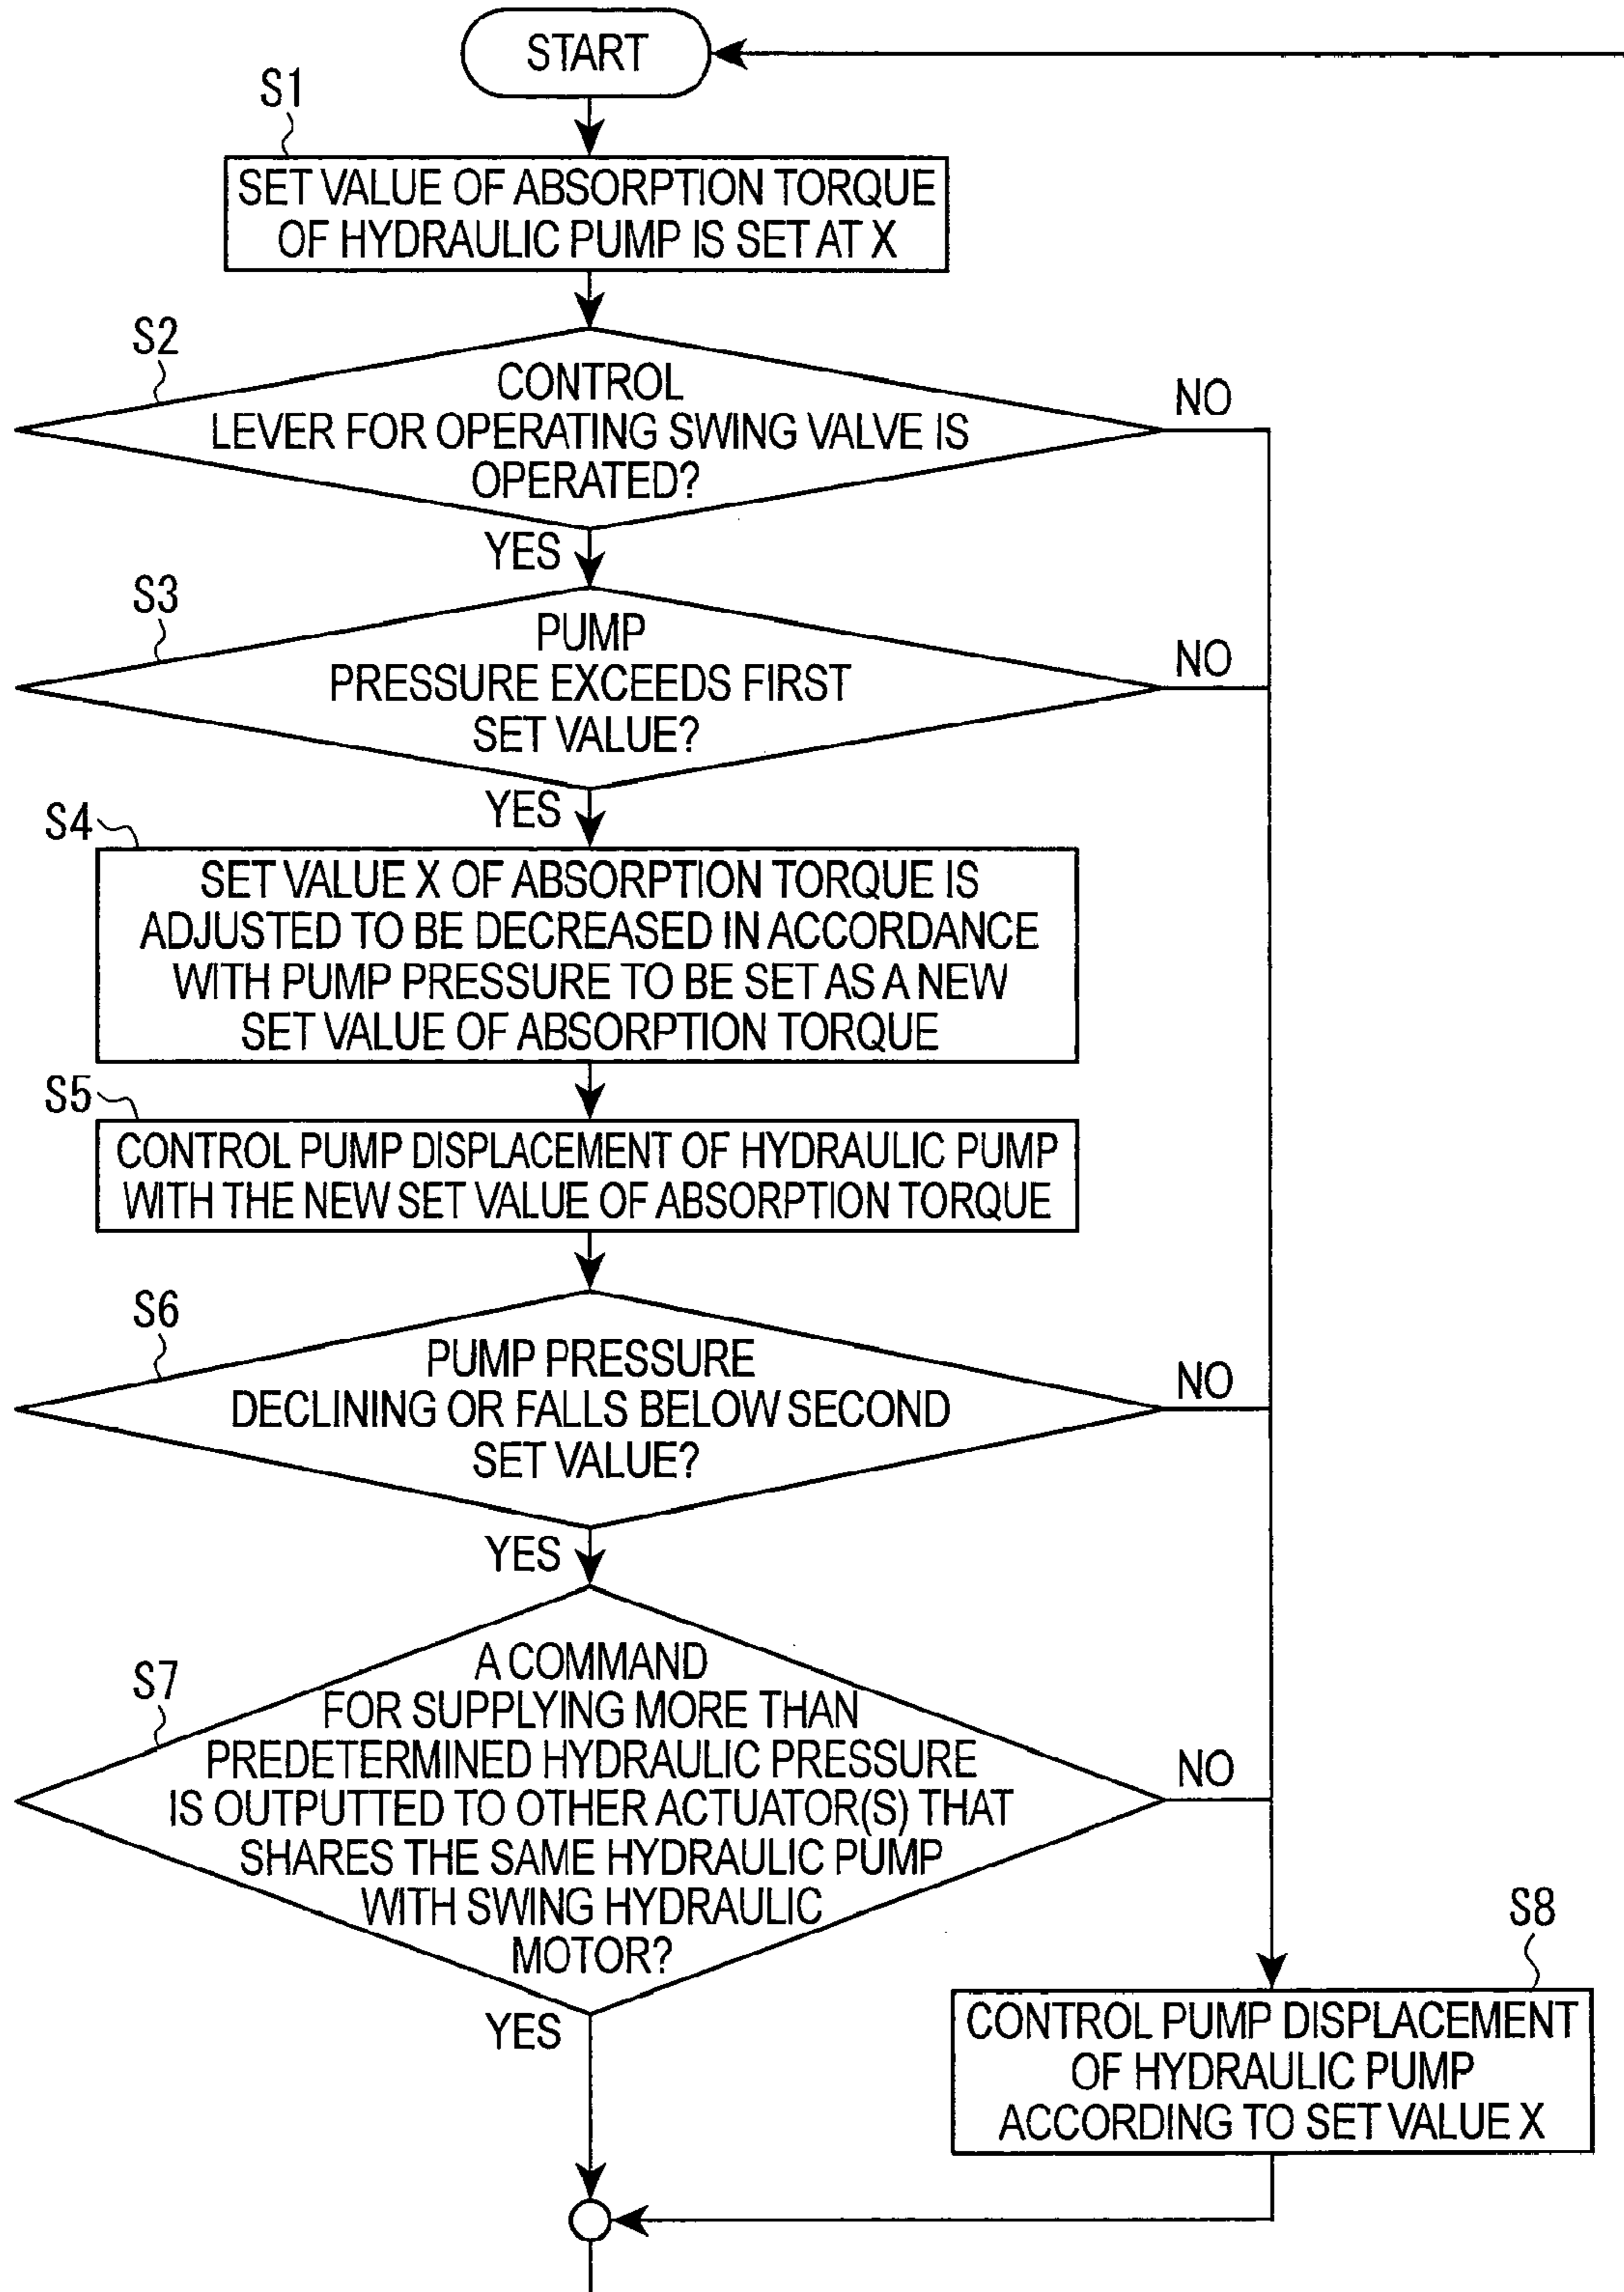 START
S1
SET VALUE OF ABSORPTION TORQUE
OF HYDRAULIC PUMP IS SET AT X
S2
CONTROL
LEVER FOR OPERATING SWING VALVE IS
OPERATED?
NO
YES
S3
PUMP
PRESSURE EXCEEDS FIRST
SET VALUE?
NO
YES
S4
SET VALUE X OF ABSORPTION TORQUE IS
ADJUSTED TO BE DECREASED IN ACCORDANCE
WITH PUMP PRESSURE TO BE SET AS A NEW
SET VALUE OF ABSORPTION TORQUE
S5
CONTROL PUMP DISPLACEMENT OF HYDRAULIC PUMP
WITH THE NEW SET VALUE OF ABSORPTION TORQUE
S6
PUMP PRESSURE
DECLINING OR FALLS BELOW SECOND
SET VALUE?
NO
YES
S7
A COMMAND
FOR SUPPLYING MORE THAN
PREDETERMINED HYDRAULIC PRESSURE
IS OUTPUTTED TO OTHER ACTUATOR(S) THAT
SHARES THE SAME HYDRAULIC PUMP
WITH SWING HYDRAULIC
MOTOR?
NO
YES
S8
CONTROL PUMP DISPLACEMENT
OF HYDRAULIC PUMP
ACCORDING TO SET VALUE X